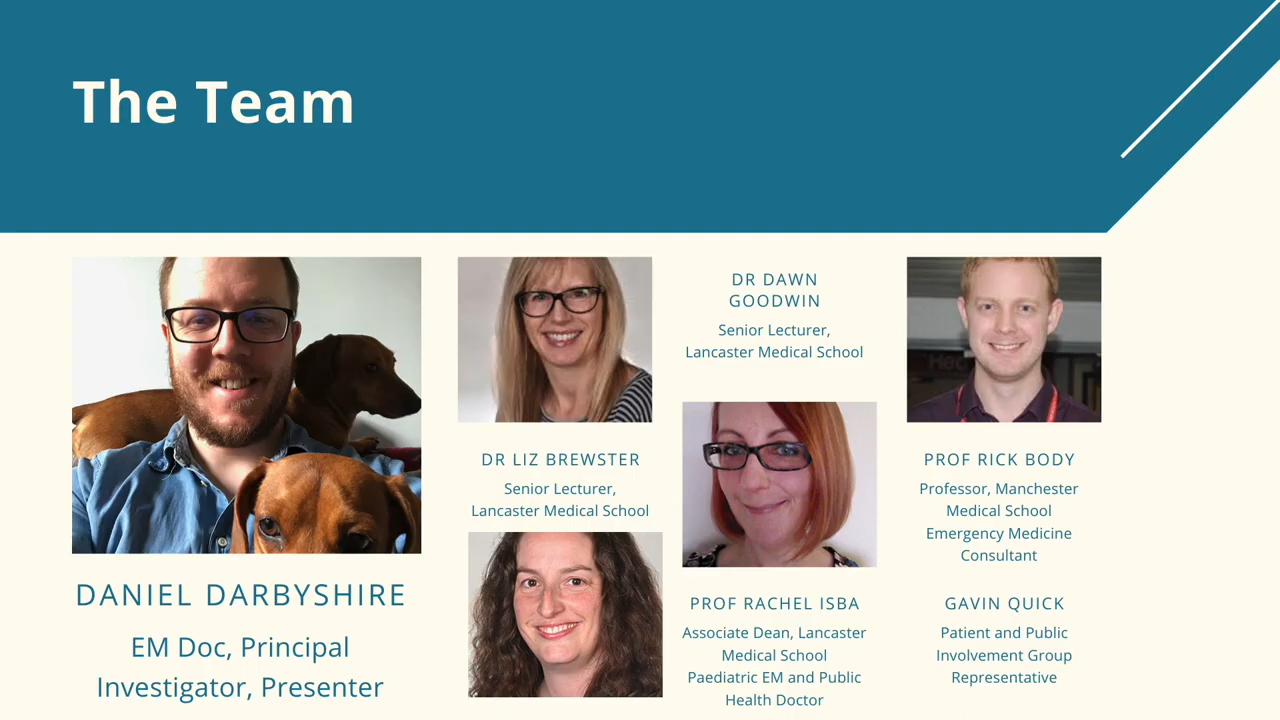 The Team
DANIEL DARBYSHIRE
EM Doc, Principal
Investigator, Presenter
DR LIZ BREWSTER
Senior Lecturer,
Lancaster Medical School
DR DAWN
GOODWIN
Senior Lecturer,
Lancaster Medical School
PROF RACHEL ISBA
Associate Dean, Lancaster
Medical School
Paediatric EM and Public
Health Doctor
PROF RICK BODY
Professor, Manchester
Medical School
Emergency Medicine
Consultant
GAVIN QUICK
Patient and Public
Involvement Group
Representative